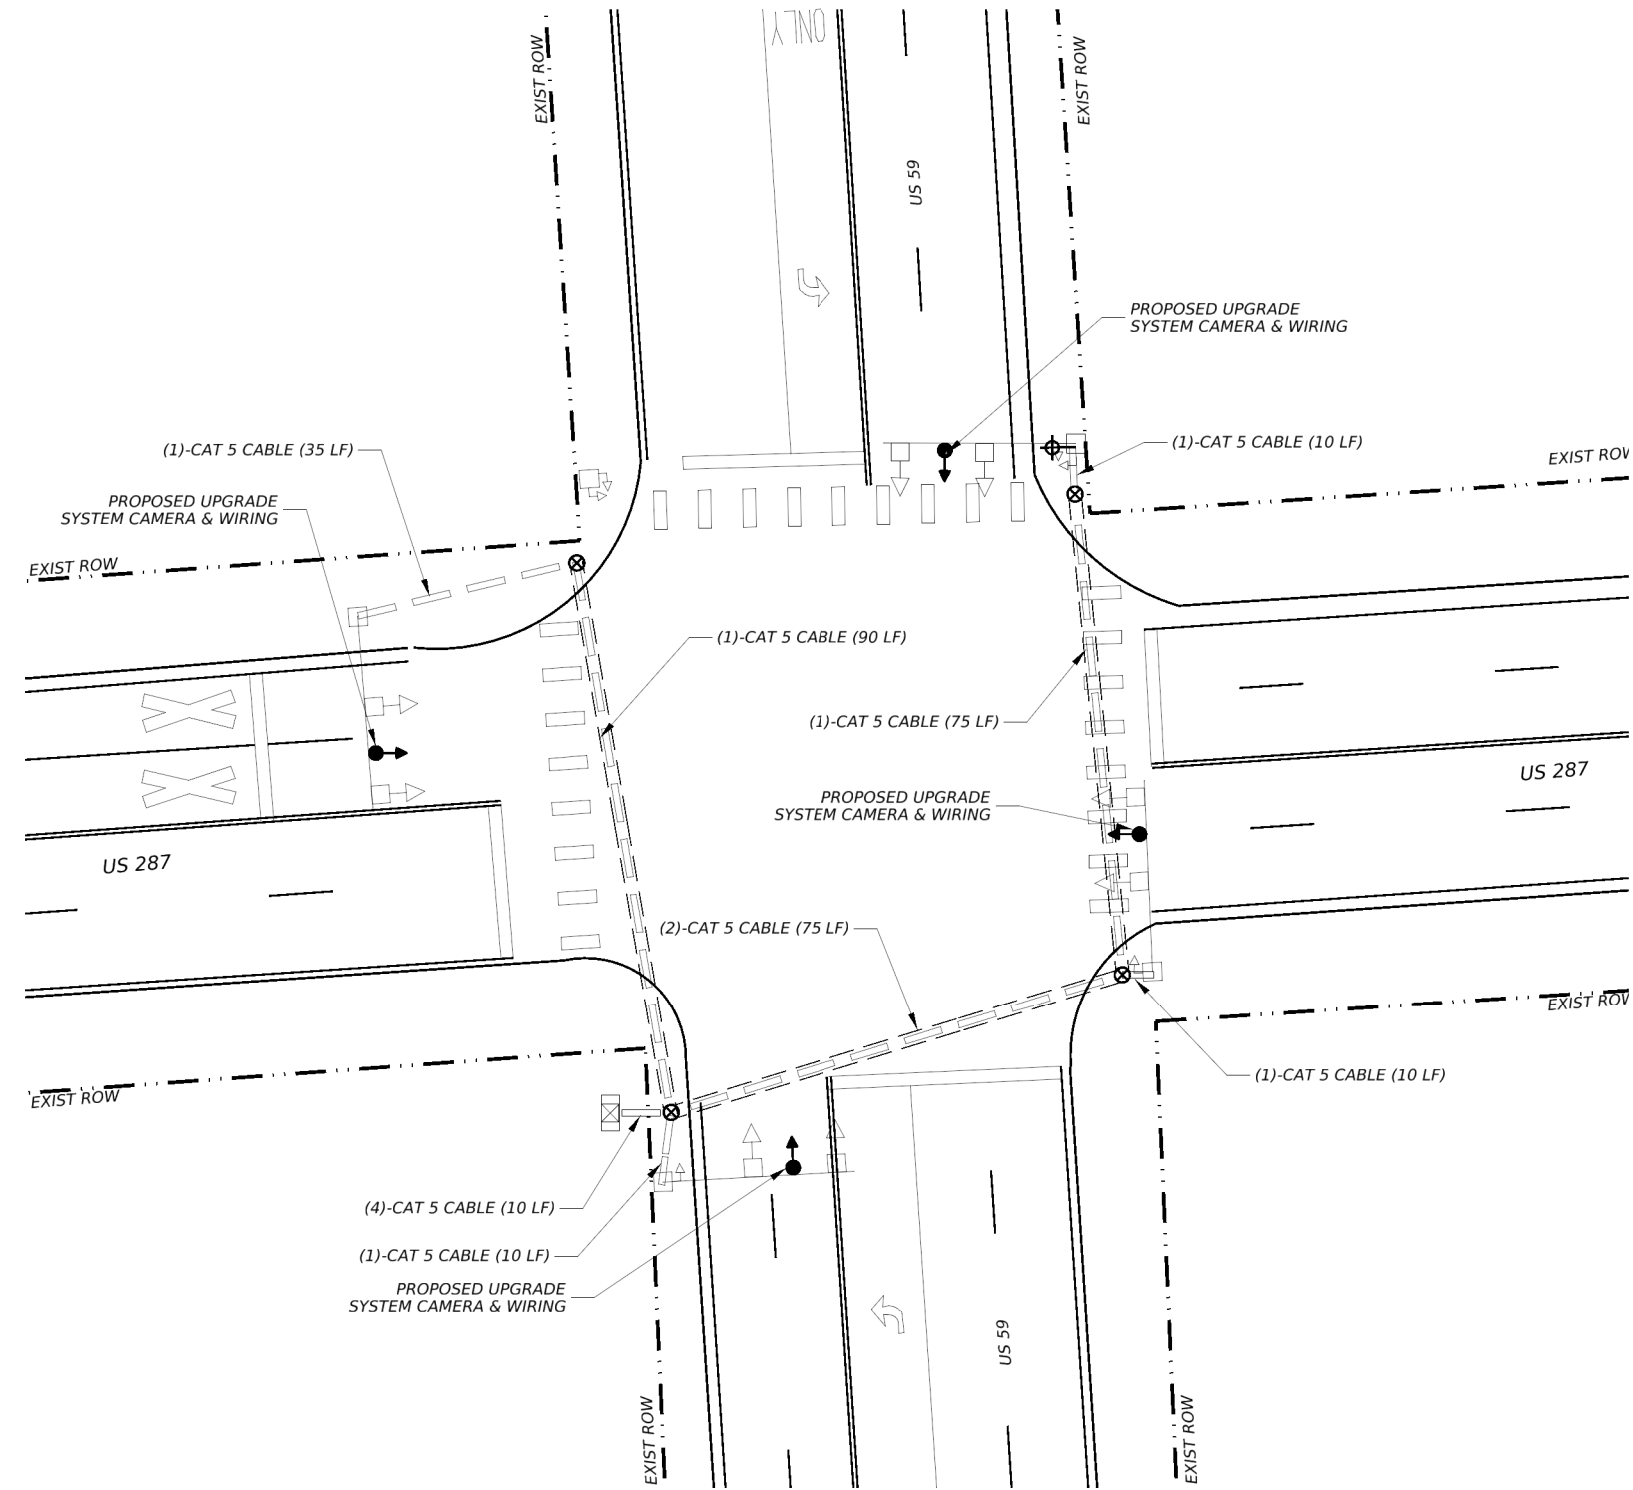 ONLY
EXIST ROW
EXIST ROW
US 59
PROPOSED UPGRADE
SYSTEM CAMERA & WIRING
(1)-CAT 5 CABLE (35 LF)
(1)-CAT 5 CABLE (10 LF)
EXIST ROW
PROPOSED UPGRADE
SYSTEM CAMERA & WIRING
EXIST ROW
(1)-CAT 5 CABLE (90 LF)
(1)-CAT 5 CABLE (75 LF)
US 287
PROPOSED UPGRADE
SYSTEM CAMERA & WIRING
US 287
(2)-CAT 5 CABLE (75 LF)
EXIST ROW
(1)-CAT 5 CABLE (10 LF)
EXIST ROW
(4)-CAT 5 CABLE (10 LF)
(1)-CAT 5 CABLE (10 LF)
PROPOSED UPGRADE
SYSTEM CAMERA & WIRING
US 59
EXIST ROW
EXIST ROW